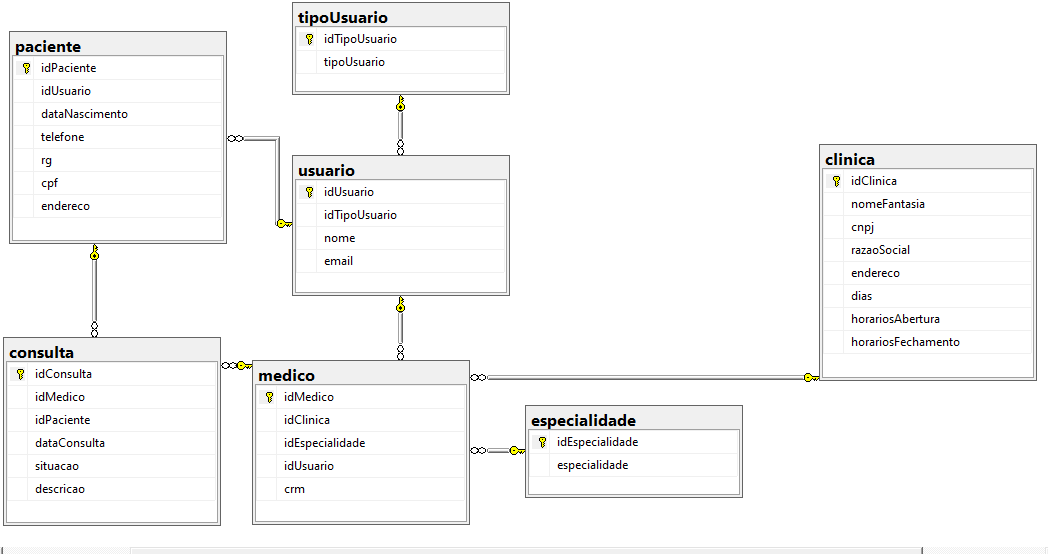 tipoUsuario
idTipoUsuario
tipoUsuario
paciente
idPaciente
idUsuario
dataNascimento
telefone
rg
cpf
endereco
usuario
idUsuario
idTipoUsuario
nome
email
clinica
idClinica
nomeFantasia
cnpj
razaoSocial
endereco
dias
horariosAbertura
horariosFechamento
consulta
idConsulta
idMedico
idPaciente
dataConsulta
situacao
descricao
medico
idMedico
idClinica
idEspecialidade
idUsuario
crm
especialidade
idEspecialidade
especialidade